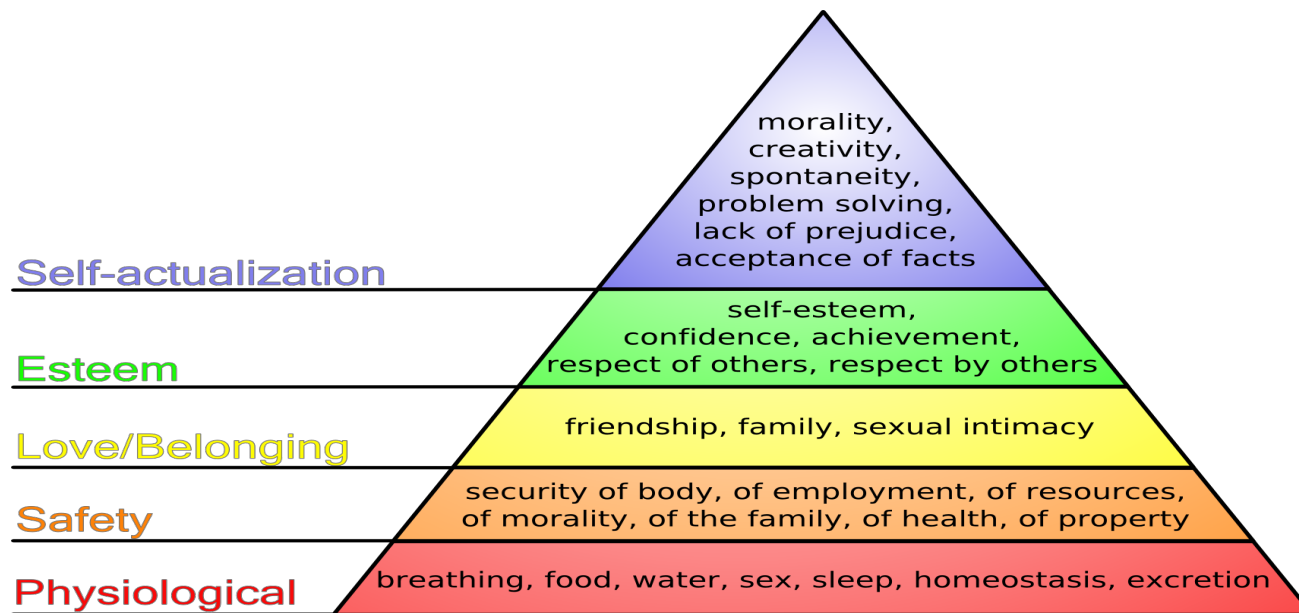 morality,
creativity,
spontaneity,
problem solving,
lack of prejudice,
acceptance of facts
Self-actualization
self-esteem,
confidence, achievement,
respect of others, respect by others
Esteem
friendship, family, sexual intimacy
Love/Belonging
security of body, of employment, of resources,
of morality, of the family, of health, of property
Safety
breathing, food, water, sex, sleep, homeostasis, excretion
Physiological